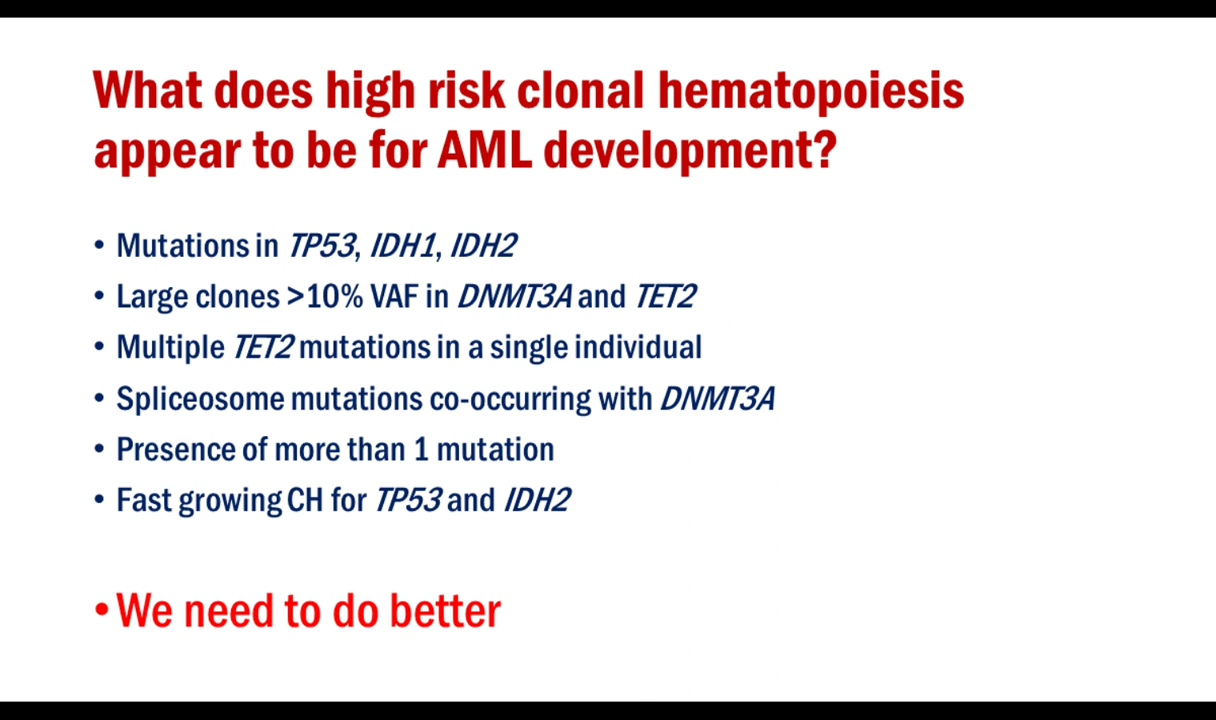 What does high risk clonal hematopoiesis
appear to be for AML development?
• Mutations in TP53, IDH1, IDH2
• Large clones >10% VAF in DNMT3A and TET2
• Multiple TET2 mutations in a single individual
• Spliceosome mutations co-occurring with DNMT3A
• Presence of more than 1 mutation
• Fast growing CH for TP53 and IDH2
• We need to do better